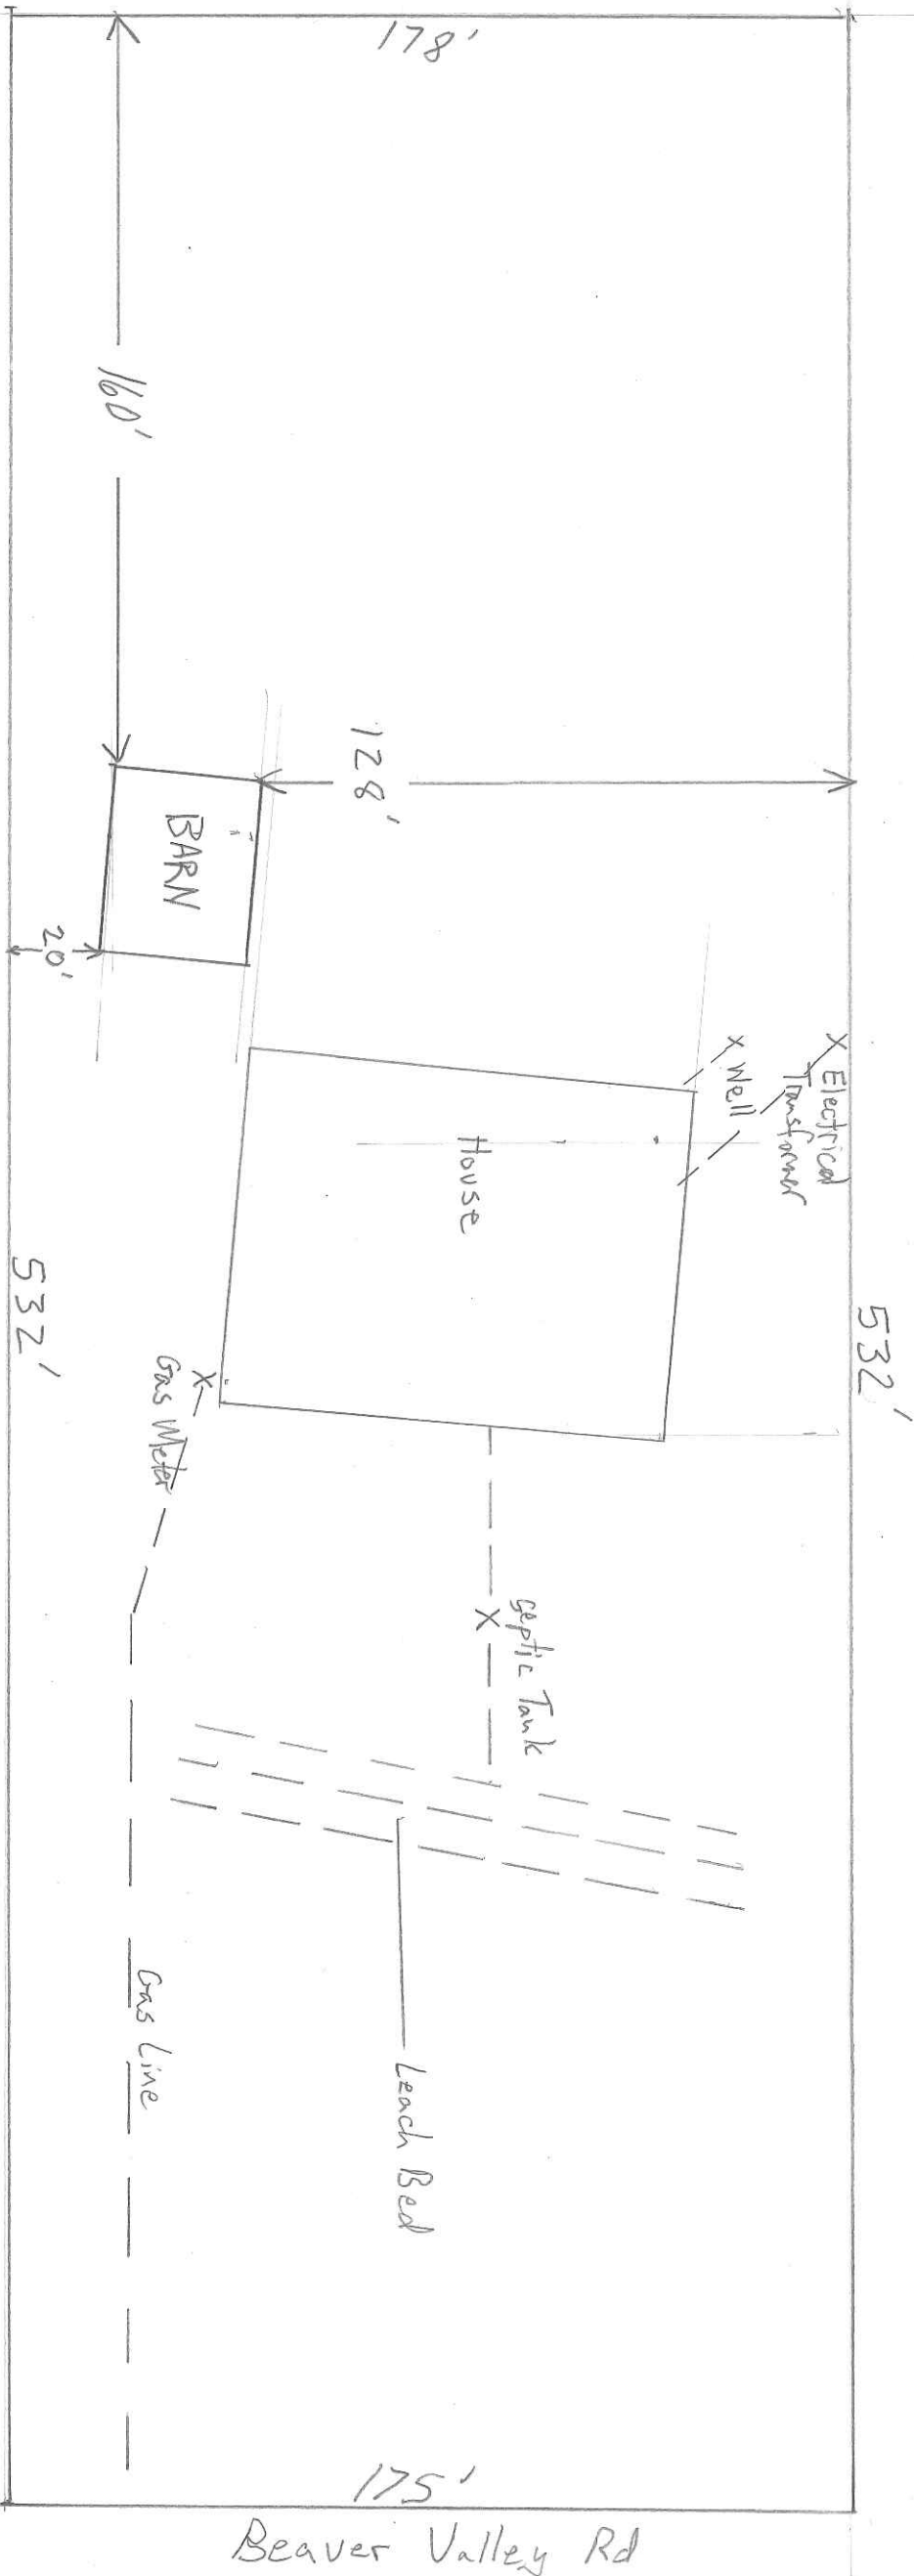 178'
160'
128'
BARN
20'
X Electrical
Transformer
X Well
House
532'
532'
X
Gas Meter
Septic Tank
X
Leach Bed
Gas Line
175'
Beaver Valley Rd